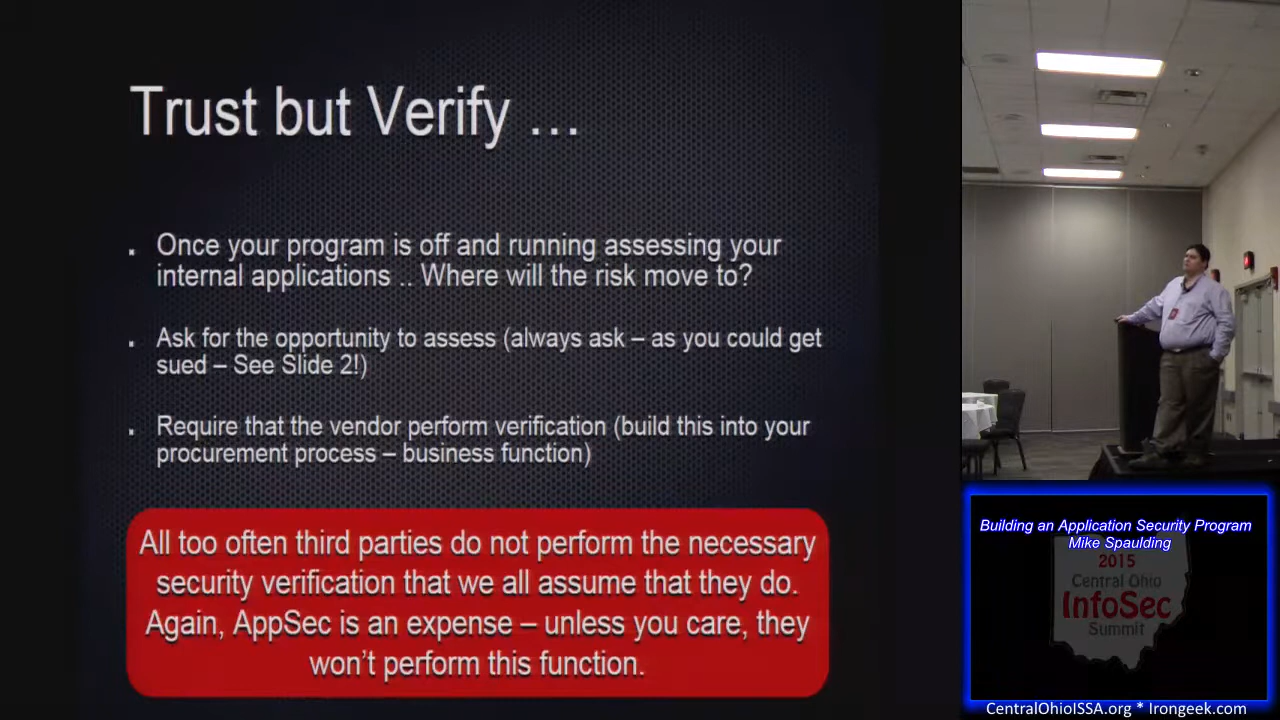 Trust but Verify ...
. Once your program is off and running assessing your
internal applications .. Where will the risk move to?
. Ask for the opportunity to assess (always ask – as you could get
sued – See Slide 2!)
. Require that the vendor perform verification (build this into your
procurement process – business function)
All too often third parties do not perform the necessary
security verification that we all assume that they do.
Again, AppSec is an expense – unless you care, they
won't perform this function.
Building an Application Security Program
Mike Spaulding
2015
Central Ohio
InfoSec
Summit
CentralOhioISSA.org * Irongeek.com